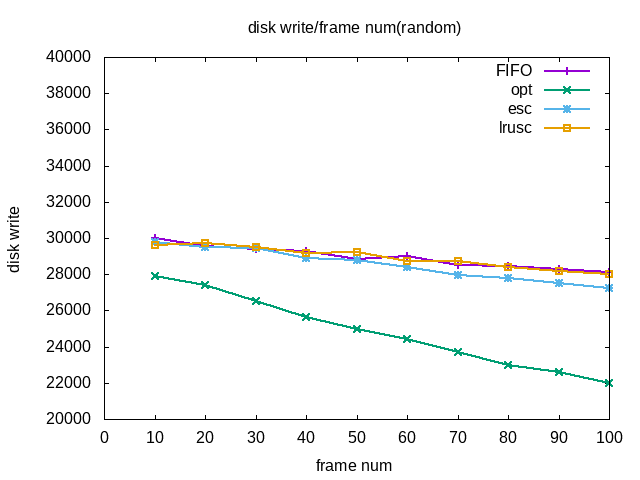 disk write/frame num(random)
40000
38000
36000
34000
32000
30000
28000
26000
24000
22000
20000
disk write
FIFO
opt
esc
lrusc
0 10 20 30 40 50 60 70 80 90 100
frame num